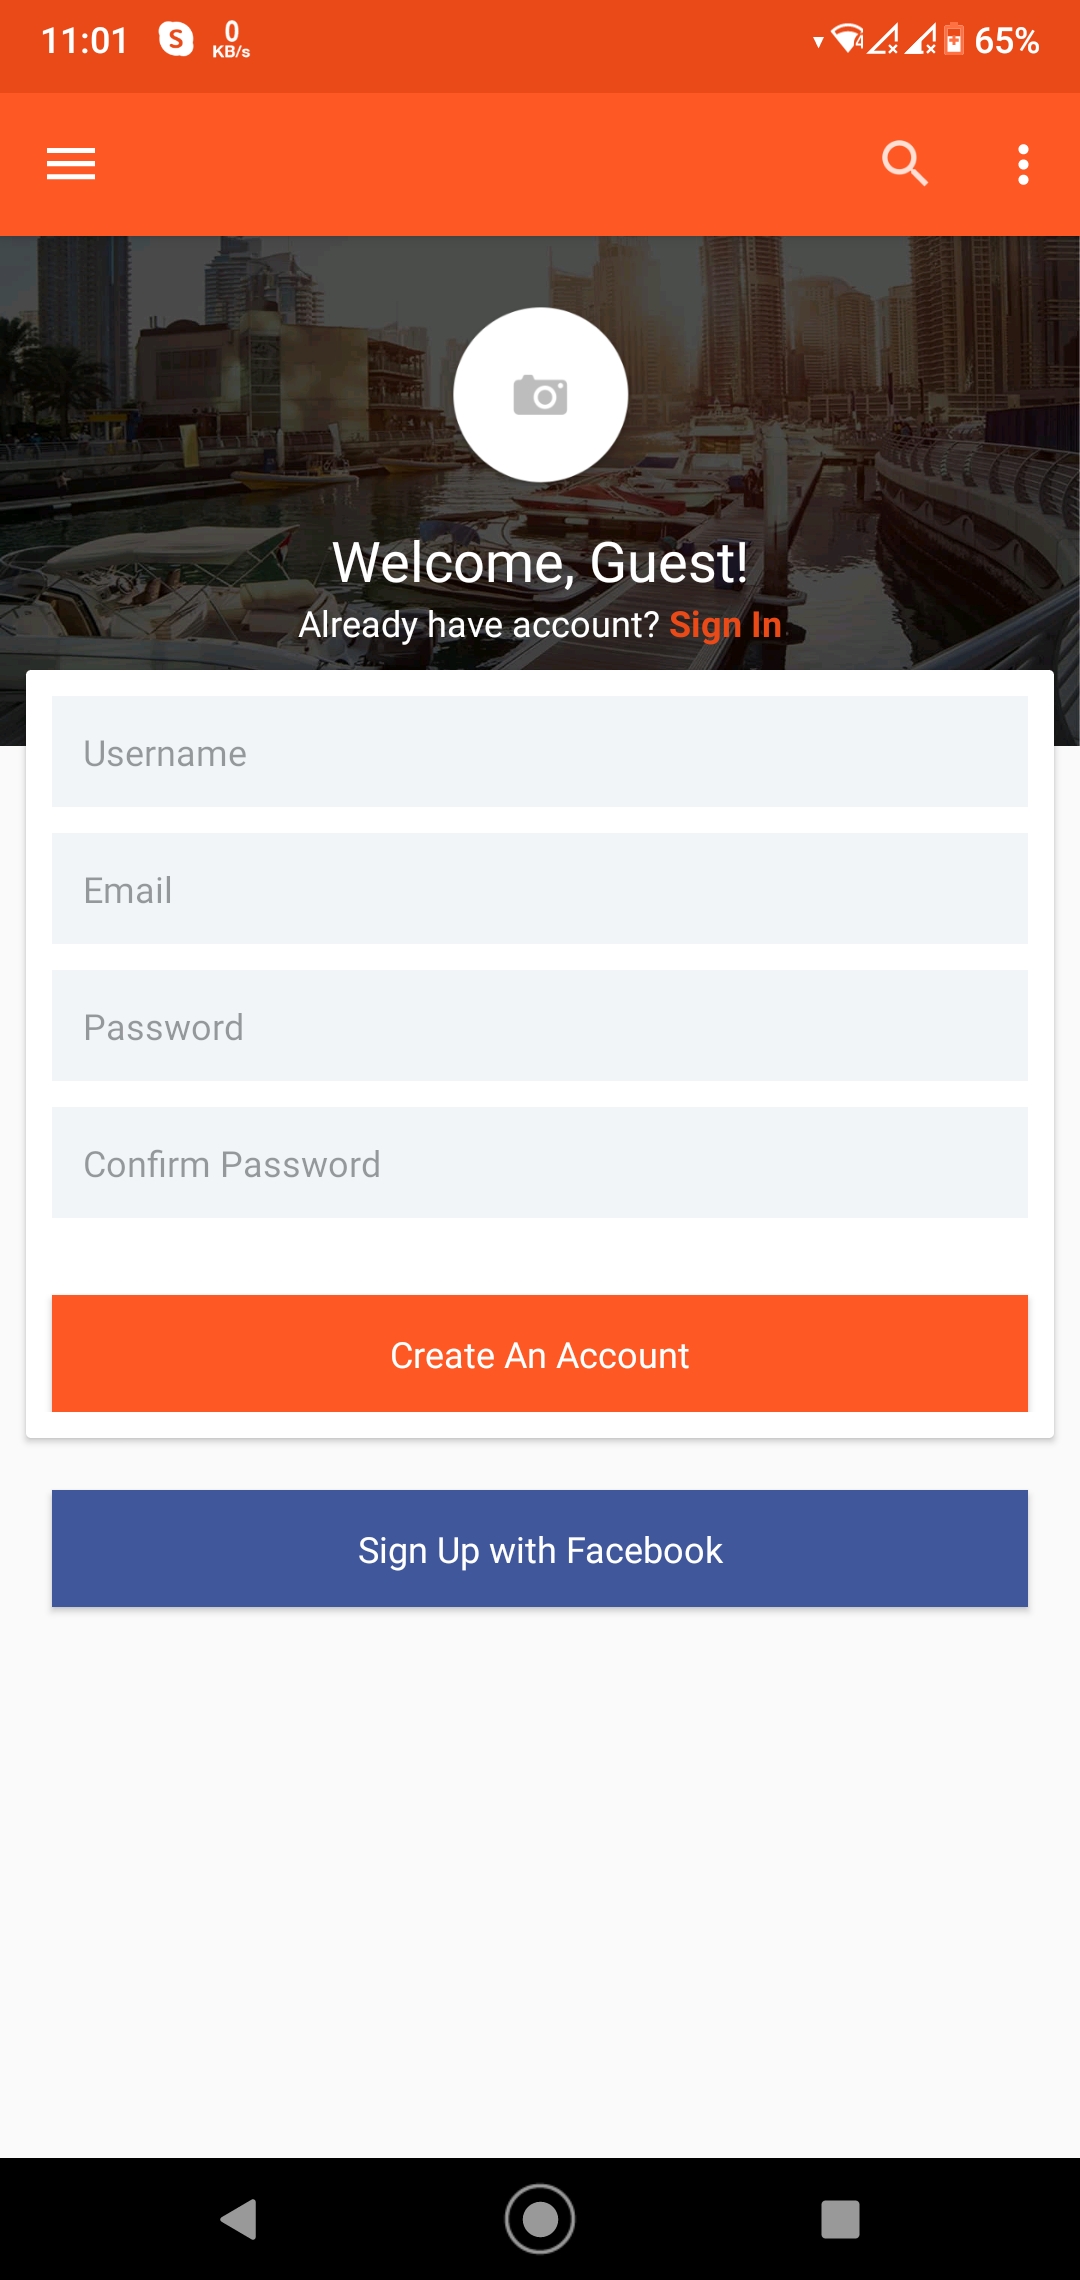 11:01 S 0 KB/s 4 65%
Welcome, Guest!
Already have account? Sign In
Username
Email
Password
Confirm Password
Create An Account
Sign Up with Facebook